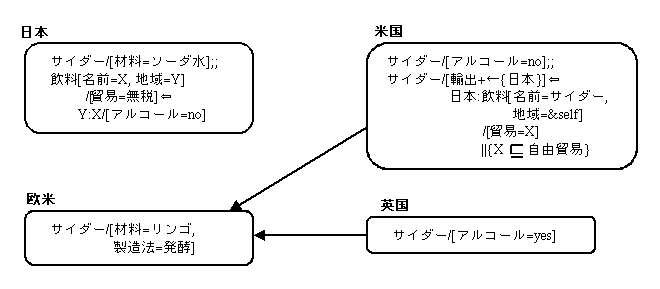 日本
サイダー/[材料=ソーダ水];;
飲料[名前=X, 地域=Y]
/[貿易=無税]⇐
Y:X/[アルコール=no]
米国
サイダー/[アルコール=no];;
サイダー/[輸出+←{日本}]⇐
日本:飲料[名前=サイダー,
地域=&self]
/[貿易=X]
||{X ⊑ 自由貿易}
欧米
サイダー/[材料=リンゴ,
製造法=発酵]
英国
サイダー/[アルコール=yes]